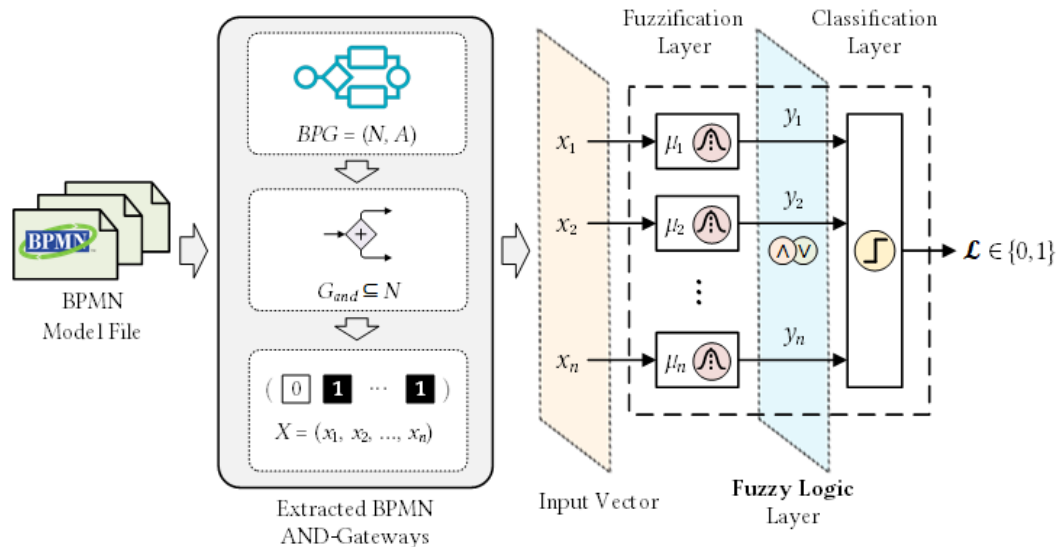 Fuzzification
Layer
Classification
Layer
BPG = (N, A)
BPMN
BPMN
Model File
+
G_and ⊆ N
( 0 1 ⋯ 1 )
X = (x₁, x₂, ..., xₙ)
Extracted BPMN
AND-Gateways
x₁
μ₁
y₁
x₂
μ₂
y₂
∧ ∨
⋮
xₙ
μₙ
yₙ
𝓛 ∈ {0, 1}
Input Vector
Fuzzy Logic
Layer